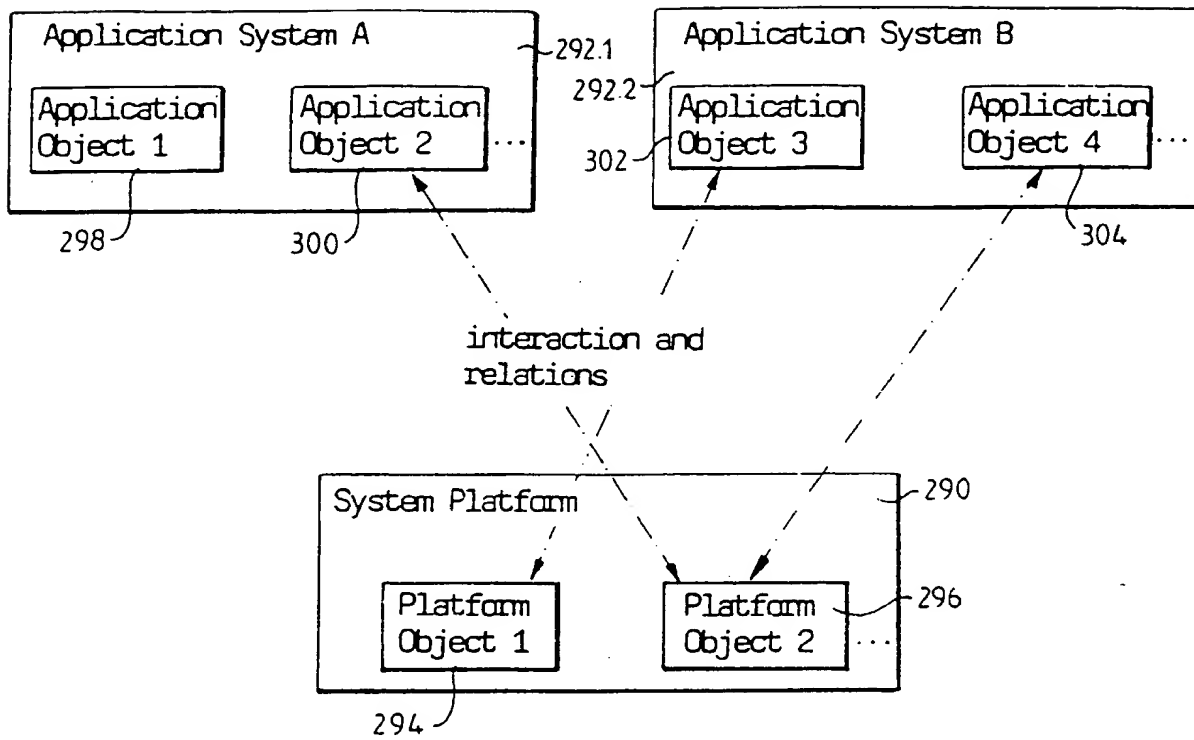 Application System A
292.1
Application
Object 1
Application
Object 2
....
298
300
Application System B
292.2
Application
Object 3
302
Application
Object 4
....
304
interaction and
relations
System Platform
290
Platform
Object 1
Platform
Object 2
296
....
294